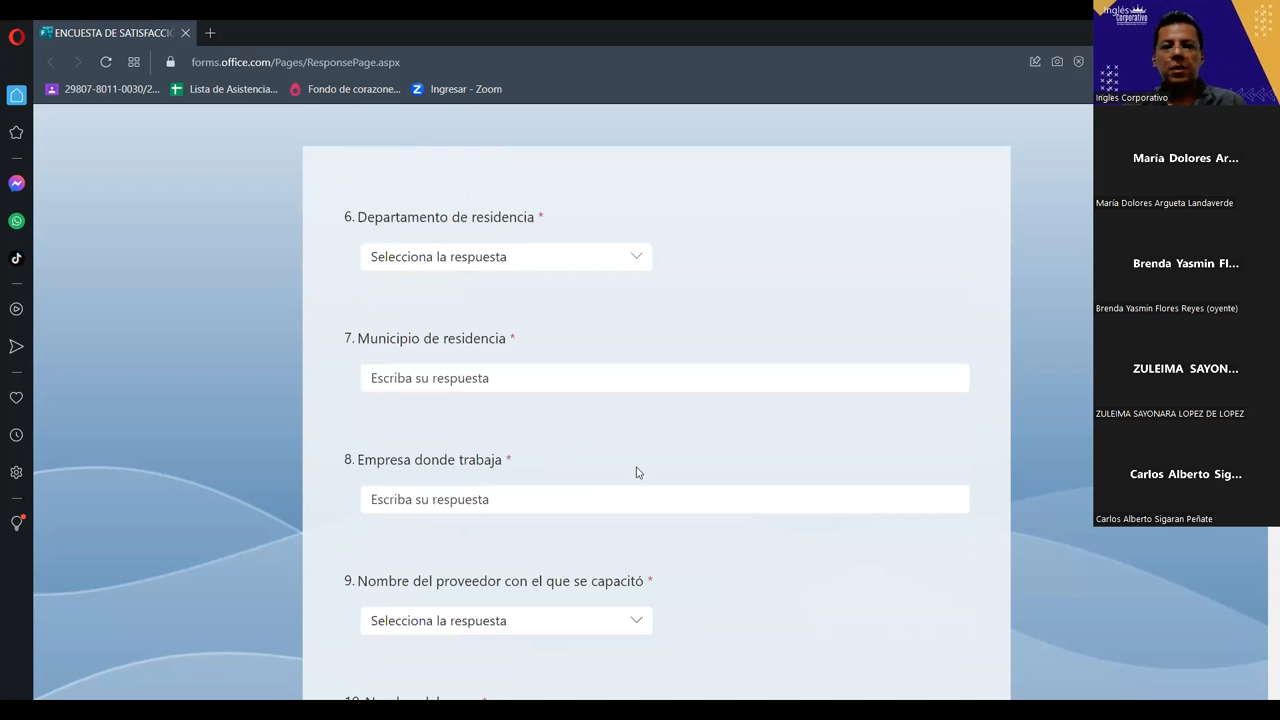 ENCUESTA DE SATISFACCI
forms.office.com/Pages/ResponsePage.aspx
29807-8011-0030/2...
Lista de Asistencia...
Fondo de corazone...
Ingresar - Zoom
6. Departamento de residencia *
Selecciona la respuesta
7. Municipio de residencia *
Escriba su respuesta
8. Empresa donde trabaja *
Escriba su respuesta
9. Nombre del proveedor con el que se capacitó *
Selecciona la respuesta
Inglés
Corporativo
Ingles Corporativo
María Dolores Ar...
María Dolores Argueta Landaverde
Brenda Yasmin Fl...
Brenda Yasmin Flores Reyes (oyente)
ZULEIMA SAYON...
ZULEIMA SAYONARA LOPEZ DE LOPEZ
Carlos Alberto Sig...
Carlos Alberto Sigaran Peñate